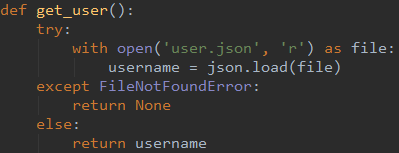 def get_user():
    try:
        with open('user.json', 'r') as file:
            username = json.load(file)
    except FileNotFoundError:
        return None
    else:
        return username